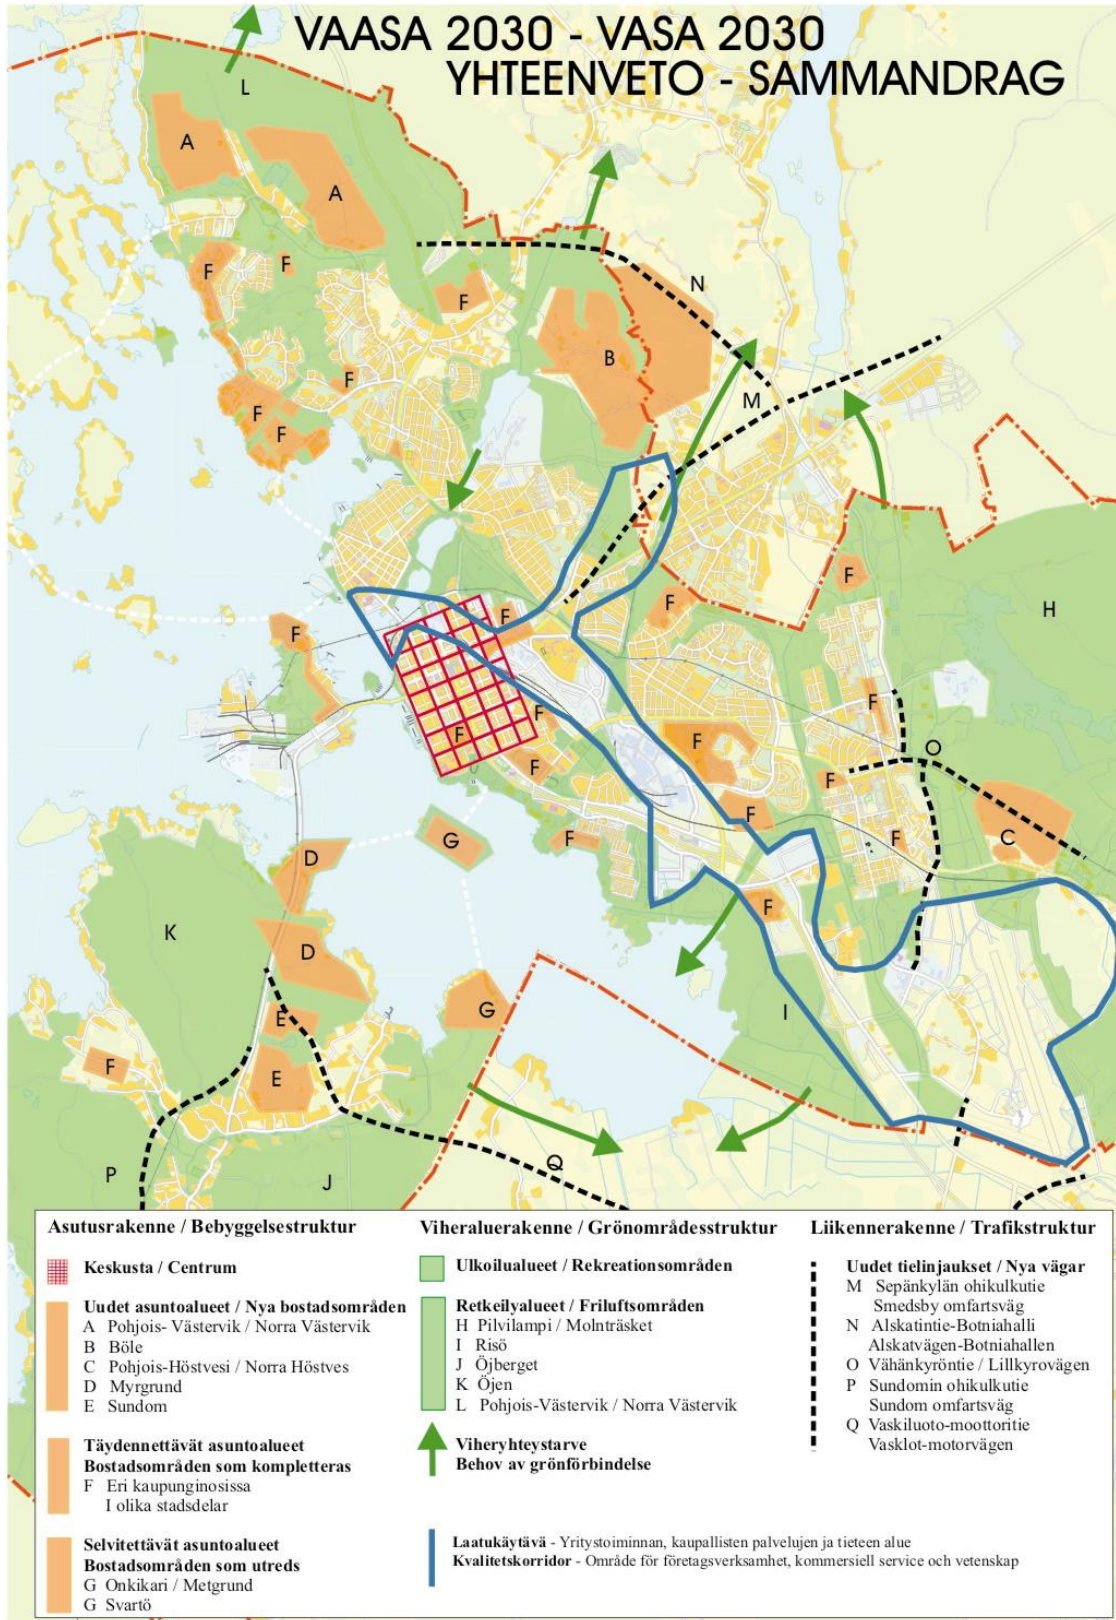 VAASA 2030 - VASA 2030
YHTEENVETO - SAMMANDRAG
L
A
A
F
F
F
N
B
F
M
F
F
F
H
F
F
F
F
F
O
F
F
F
F
F
F
C
G
F
F
D
F
K
D
G
I
E
F
E
P
J
Q
Asutusrakenne / Bebyggelsestruktur
Keskusta / Centrum
Uudet asuntoalueet / Nya bostadsområden
A Pohjois- Västervik / Norra Västervik
B Böle
C Pohjois-Höstvesi / Norra Höstves
D Myrgrund
E Sundom
Täydennettävät asuntoalueet
Bostadsområden som kompletteras
F Eri kaupunginosissa
I olika stadsdelar
Selvitettävät asuntoalueet
Bostadsområden som utreds
G Onkikari / Metgrund
G Svartö
Viheraluerakenne / Grönområdesstruktur
Ulkoilualueet / Rekreationsområden
Retkeilyalueet / Friluftsområden
H Pilvilampi / Molnträsket
I Risö
J Öjberget
K Öjen
L Pohjois-Västervik / Norra Västervik
Viheryhteystarve
Behov av grönförbindelse
Liikennerakenne / Trafikstruktur
Uudet tielinjaukset / Nya vägar
M Sepänkylän ohikulkutie
Smedsby omfartsväg
N Alskatintie-Botniahalli
Alskatvägen-Botniahallen
O Vähänkyröntie / Lillkyrovägen
P Sundomin ohikulkutie
Sundom omfartsväg
Q Vaskiluoto-moottoritie
Vasklot-motorvägen
Laatukäytävä - Yritystoiminnan, kaupallisten palvelujen ja tieteen alue
Kvalitetskorridor - Område för företagsverksamhet, kommersiell service och vetenskap